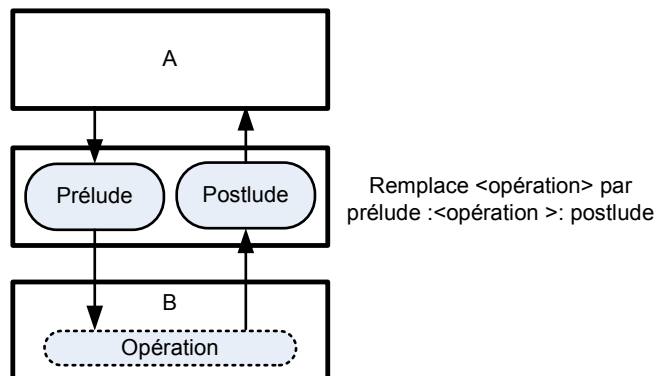 A
Prélude
Postlude
Remplace <opération> par
prélude :<opération >: postlude
B
Opération